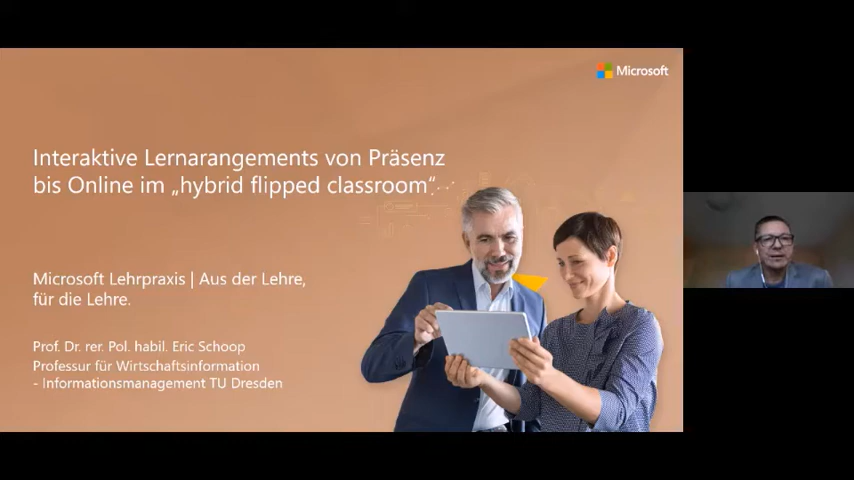 Microsoft
Interaktive Lernarangements von Präsenz
bis Online im „hybrid flipped classroom“
Microsoft Lehrpraxis | Aus der Lehre,
für die Lehre.
Prof. Dr. rer. Pol. habil. Eric Schoop
Professur für Wirtschaftsinformation
- Informationsmanagement TU Dresden